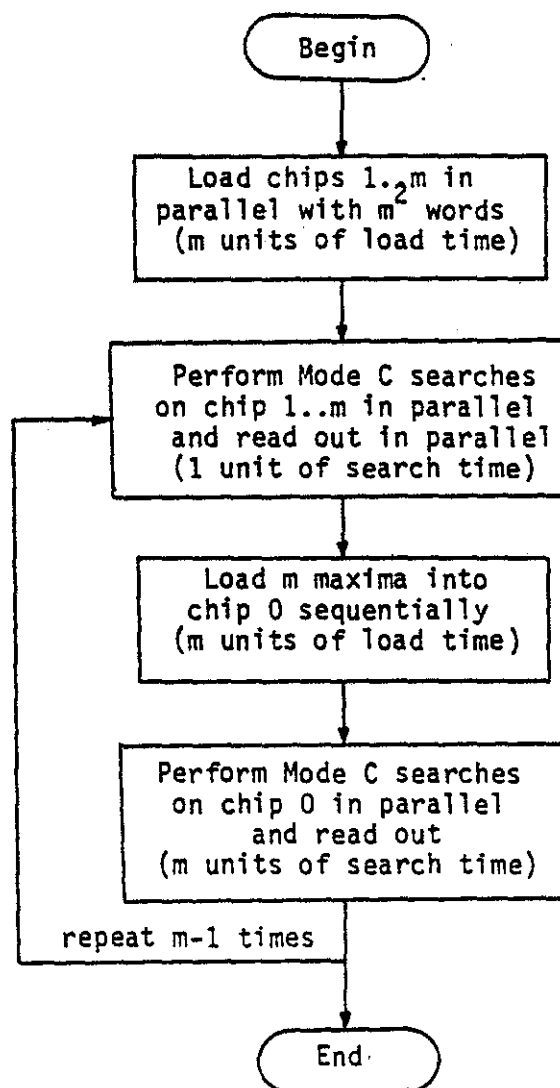 Begin
Load chips 1..m in
parallel with m² words
(m units of load time)
Perform Mode C searches
on chip 1..m in parallel
and read out in parallel
(1 unit of search time)
Load m maxima into
chip 0 sequentially
(m units of load time)
Perform Mode C searches
on chip 0 in parallel
and read out
(m units of search time)
repeat m-1 times
End